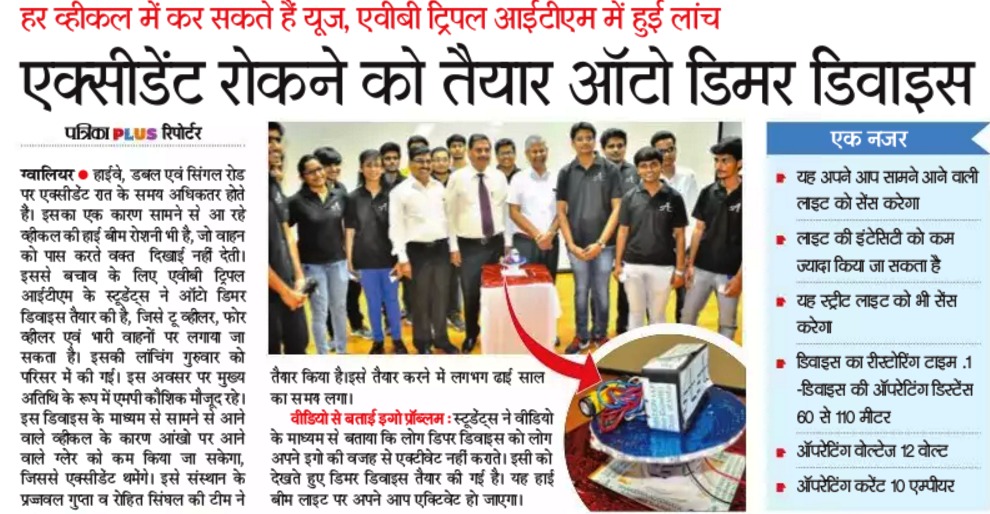 हर व्हीकल में कर सकते हैं यूज, एवीबी ट्रिपल आईटीएम में हुई लांच
एक्सीडेंट रोकने को तैयार ऑटो डिमर डिवाइस
पत्रिका PLUS रिपोर्टर
ग्वालियर ● हाईवे, डबल एवं सिंगल रोड
पर एक्सीडेंट रात के समय अधिकतर होते
हैं। इसका एक कारण सामने से आ रहे
व्हीकल की हाई बीम रोशनी भी है, जो वाहन
को पास करते वक्त दिखाई नहीं देती।
इससे बचाव के लिए एवीबी ट्रिपल
आईटीएम के स्टूडेंट्स ने ऑटो डिमर
डिवाइस तैयार की है, जिसे टू व्हीलर, फोर
व्हीलर एवं भारी वाहनों पर लगाया जा
सकता है। इसकी लांचिंग गुरुवार को
परिसर में की गई। इस अवसर पर मुख्य
अतिथि के रूप में एमपी कौशिक मौजूद रहे।
इस डिवाइस के माध्यम से सामने से आने
वाले व्हीकल के कारण आंखो पर आने
वाले ग्लेर को कम किया जा सकेगा,
जिससे एक्सीडेंट थमेंगे। इसे संस्थान के
प्रज्जवल गुप्ता व रोहित सिंघल की टीम ने
तैयार किया है।इसे तैयार करने मे लगभग ढाई साल
का समय लगा।
वीडियो से बताई इगो प्रॉब्लम : स्टूडेंट्स ने वीडियो
के माध्यम से बताया कि लोग डिपर डिवाइस को लोग
अपने इगो की वजह से एक्टीवेट नहीं कराते। इसी को
देखते हुए डिमर डिवाइस तैयार की गई है। यह हाई
बीम लाइट पर अपने आप एक्टिवेट हो जाएगा।
एक नजर
यह अपने आप सामने आने वाली
लाइट को सेंस करेगा
लाइट की इंटेसिटी को कम
ज्यादा किया जा सकता है
यह स्ट्रीट लाइट को भी सेंस
करेगा
डिवाइस का रीस्टोरिंग टाइम .1
-डिवाइस की ऑपरेटिंग डिस्टेंस
60 से 110 मीटर
ऑपरेटिंग वोल्टेज 12 वोल्ट
ऑपरेटिंग करेंट 10 एम्पीयर